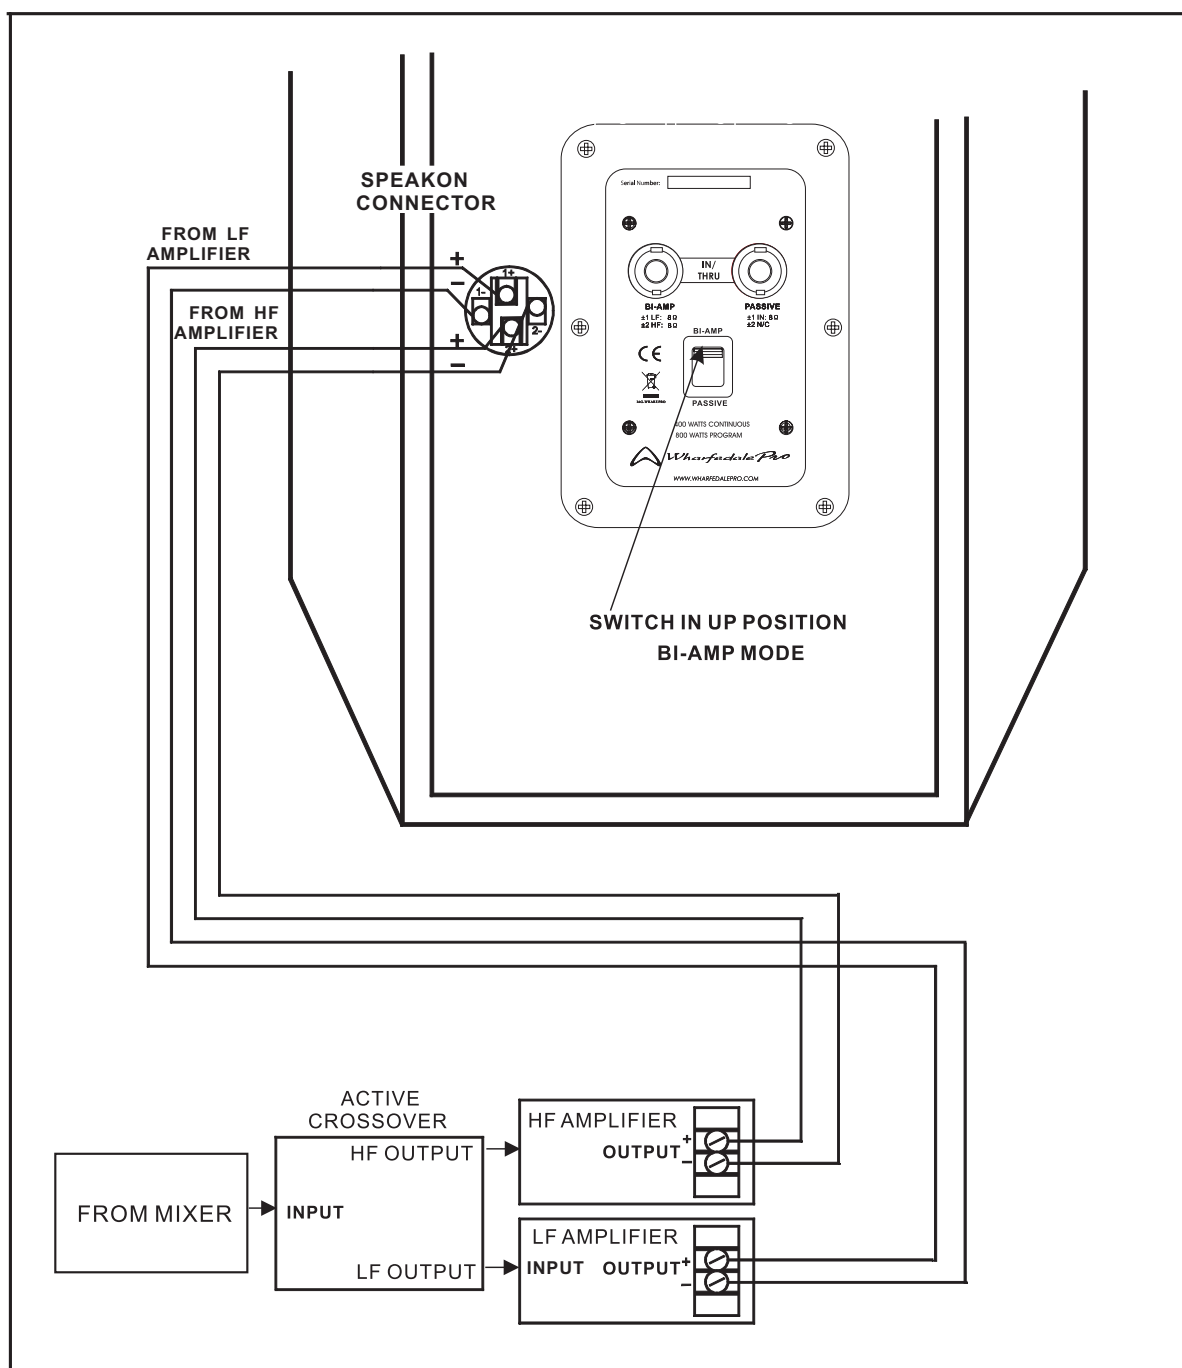 Serial Number:
SPEAKON
CONNECTOR
FROM LF
AMPLIFIER
+
−
1+
1-
2+
2-
FROM HF
AMPLIFIER
+
−
IN/
THRU
BI-AMP
±1 LF: 8Ω
±2 HF: 8Ω
PASSIVE
±1 IN: 8Ω
±2 N/C
BI-AMP
CE
PASSIVE
400 WATTS CONTINUOUS
800 WATTS PROGRAM
Wharfedale Pro
WWW.WHARFEDALEPRO.COM
SWITCH IN UP POSITION
BI-AMP MODE
ACTIVE
CROSSOVER
HF OUTPUT
INPUT
LF OUTPUT
FROM MIXER
HF AMPLIFIER
OUTPUT
+
−
LF AMPLIFIER
INPUT OUTPUT
+
−